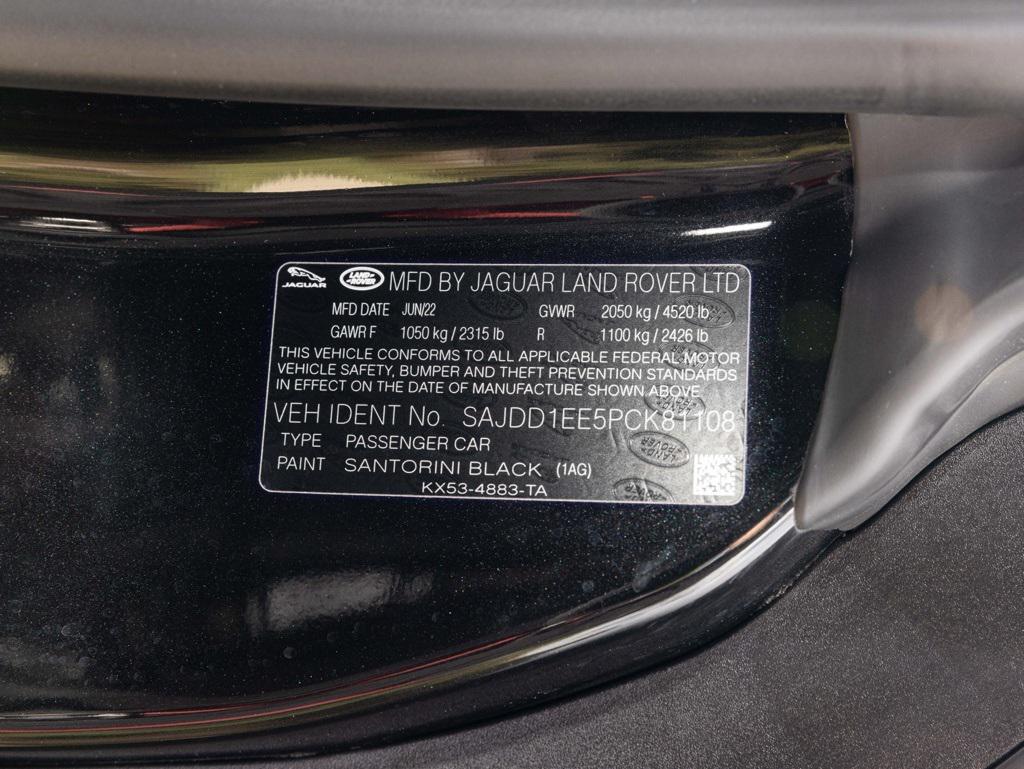 JAGUAR LAND ROVER MFD BY JAGUAR LAND ROVER LTD
MFD DATE JUN/22 GVWR 2050 kg / 4520 lb
GAWR F 1050 kg / 2315 lb R 1100 kg / 2426 lb
THIS VEHICLE CONFORMS TO ALL APPLICABLE FEDERAL MOTOR
VEHICLE SAFETY, BUMPER AND THEFT PREVENTION STANDARDS
IN EFFECT ON THE DATE OF MANUFACTURE SHOWN ABOVE
VEH IDENT No. SAJDD1EE5PCK81108
TYPE PASSENGER CAR
PAINT SANTORINI BLACK (1AG)
KX53-4883-TA